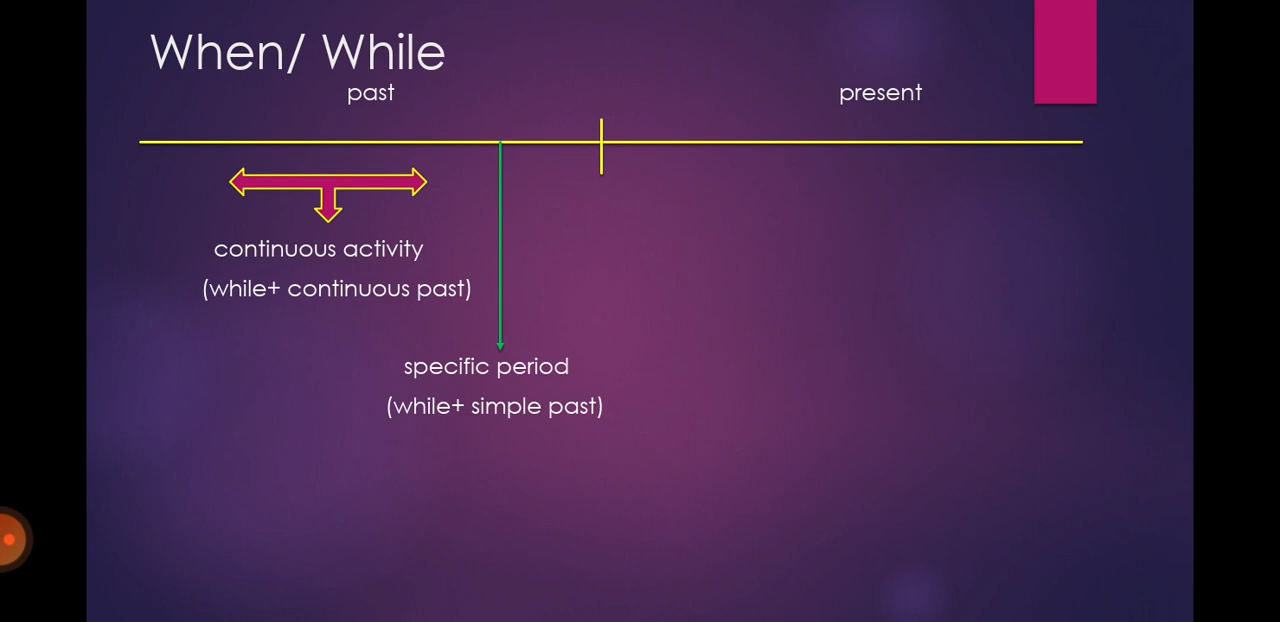 When/ While
past
present
continuous activity
(while+ continuous past)
specific period
(while+ simple past)